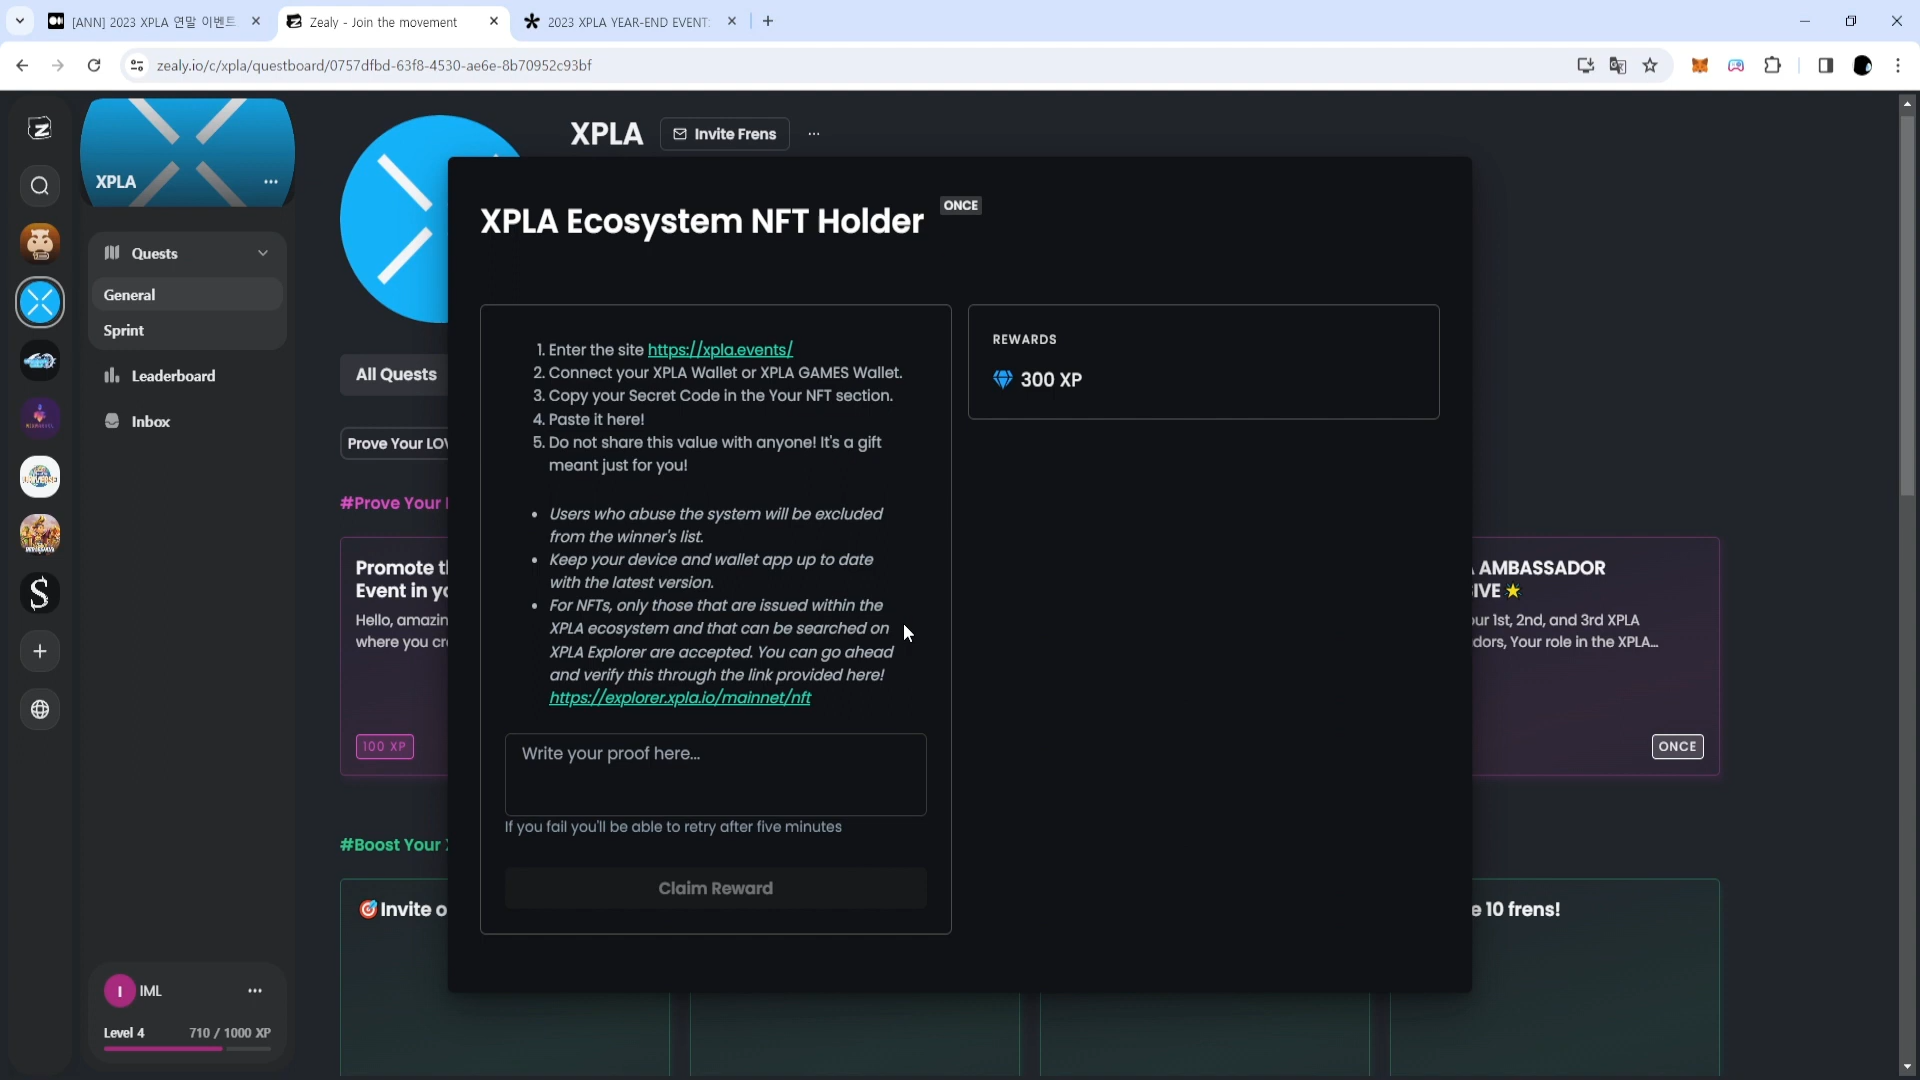 [ANN] 2023 XPLA 연말 이벤트
Zealy - Join the movement
2023 XPLA YEAR-END EVENT:
zealy.io/c/xpla/questboard/0757dfbd-63f8-4530-ae6e-8b70952c93bf
XPLA
Quests
General
Sprint
Leaderboard
Inbox
I IML
Level 4 710 / 1000 XP
XPLA Invite Frens
All Quests
Prove Your LOV
#Prove Your
Promote t
Event in yo
Hello, amazin
where you cre
100 XP
#Boost Your
Invite o
XPLA Ecosystem NFT Holder ONCE
1. Enter the site https://xpla.events/
2. Connect your XPLA Wallet or XPLA GAMES Wallet.
3. Copy your Secret Code in the Your NFT section.
4. Paste it here!
5. Do not share this value with anyone! It's a gift
meant just for you!
• Users who abuse the system will be excluded
from the winner's list.
• Keep your device and wallet app up to date
with the latest version.
• For NFTs, only those that are issued within the
XPLA ecosystem and that can be searched on
XPLA Explorer are accepted. You can go ahead
and verify this through the link provided here!
https://explorer.xpla.io/mainnet/nft
Write your proof here...
If you fail you'll be able to retry after five minutes
Claim Reward
REWARDS
300 XP
AMBASSADOR
IVE
ur 1st, 2nd, and 3rd XPLA
dors, Your role in the XPLA...
ONCE
e 10 frens!